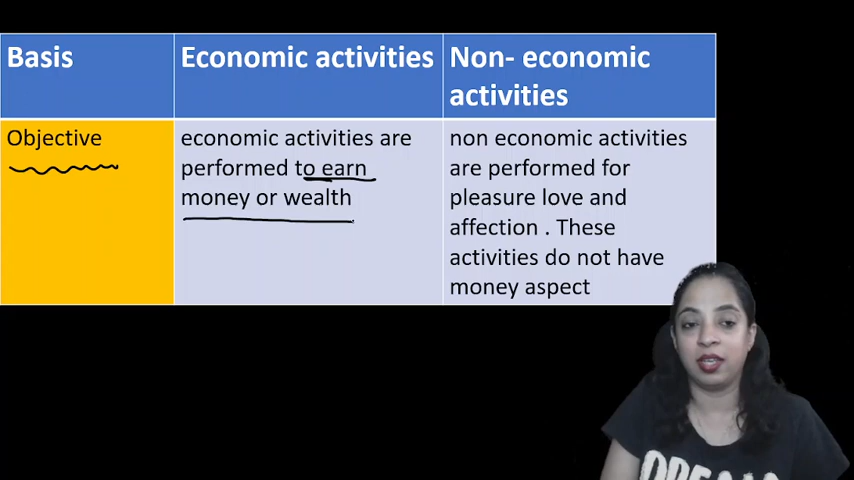 Basis
Economic activities
Non- economic
activities
Objective
economic activities are
performed to earn
money or wealth
non economic activities
are performed for
pleasure love and
affection . These
activities do not have
money aspect